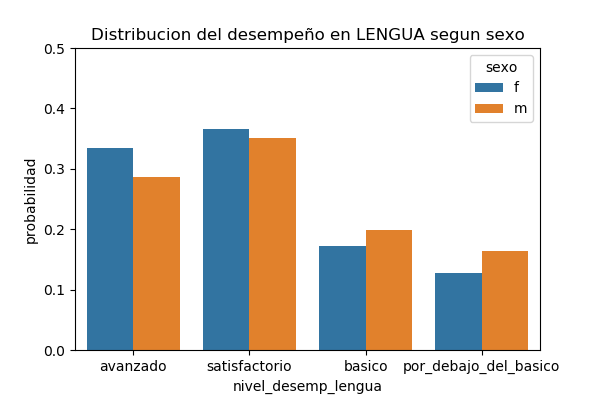 Distribucion del desempeño en LENGUA segun sexo
sexo
f
m
0.5
0.4
0.3
0.2
0.1
0.0
probabilidad
avanzado satisfactorio basico por_debajo_del_basico
nivel_desemp_lengua